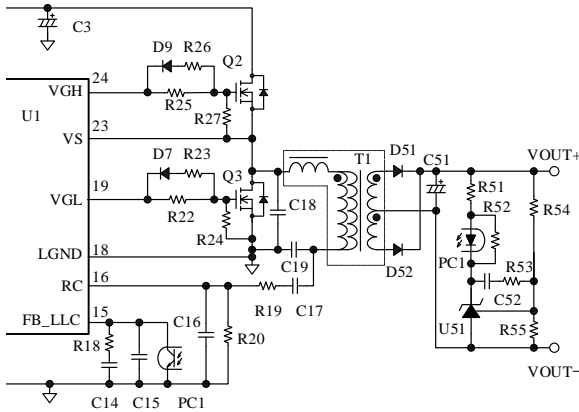 C3
D9 R26
Q2
24
VGH
R25
U1
R27
23
VS
D7 R23
Q3
T1
D51
C51
VOUT+
19
VGL
R22
R24
C18
R51
R52
R54
18
LGND
C19
D52
PC1
R53
16
RC
R19
C17
C52
U51
15
FB_LLC
R18
C16
R20
R55
VOUT−
C14
C15
PC1